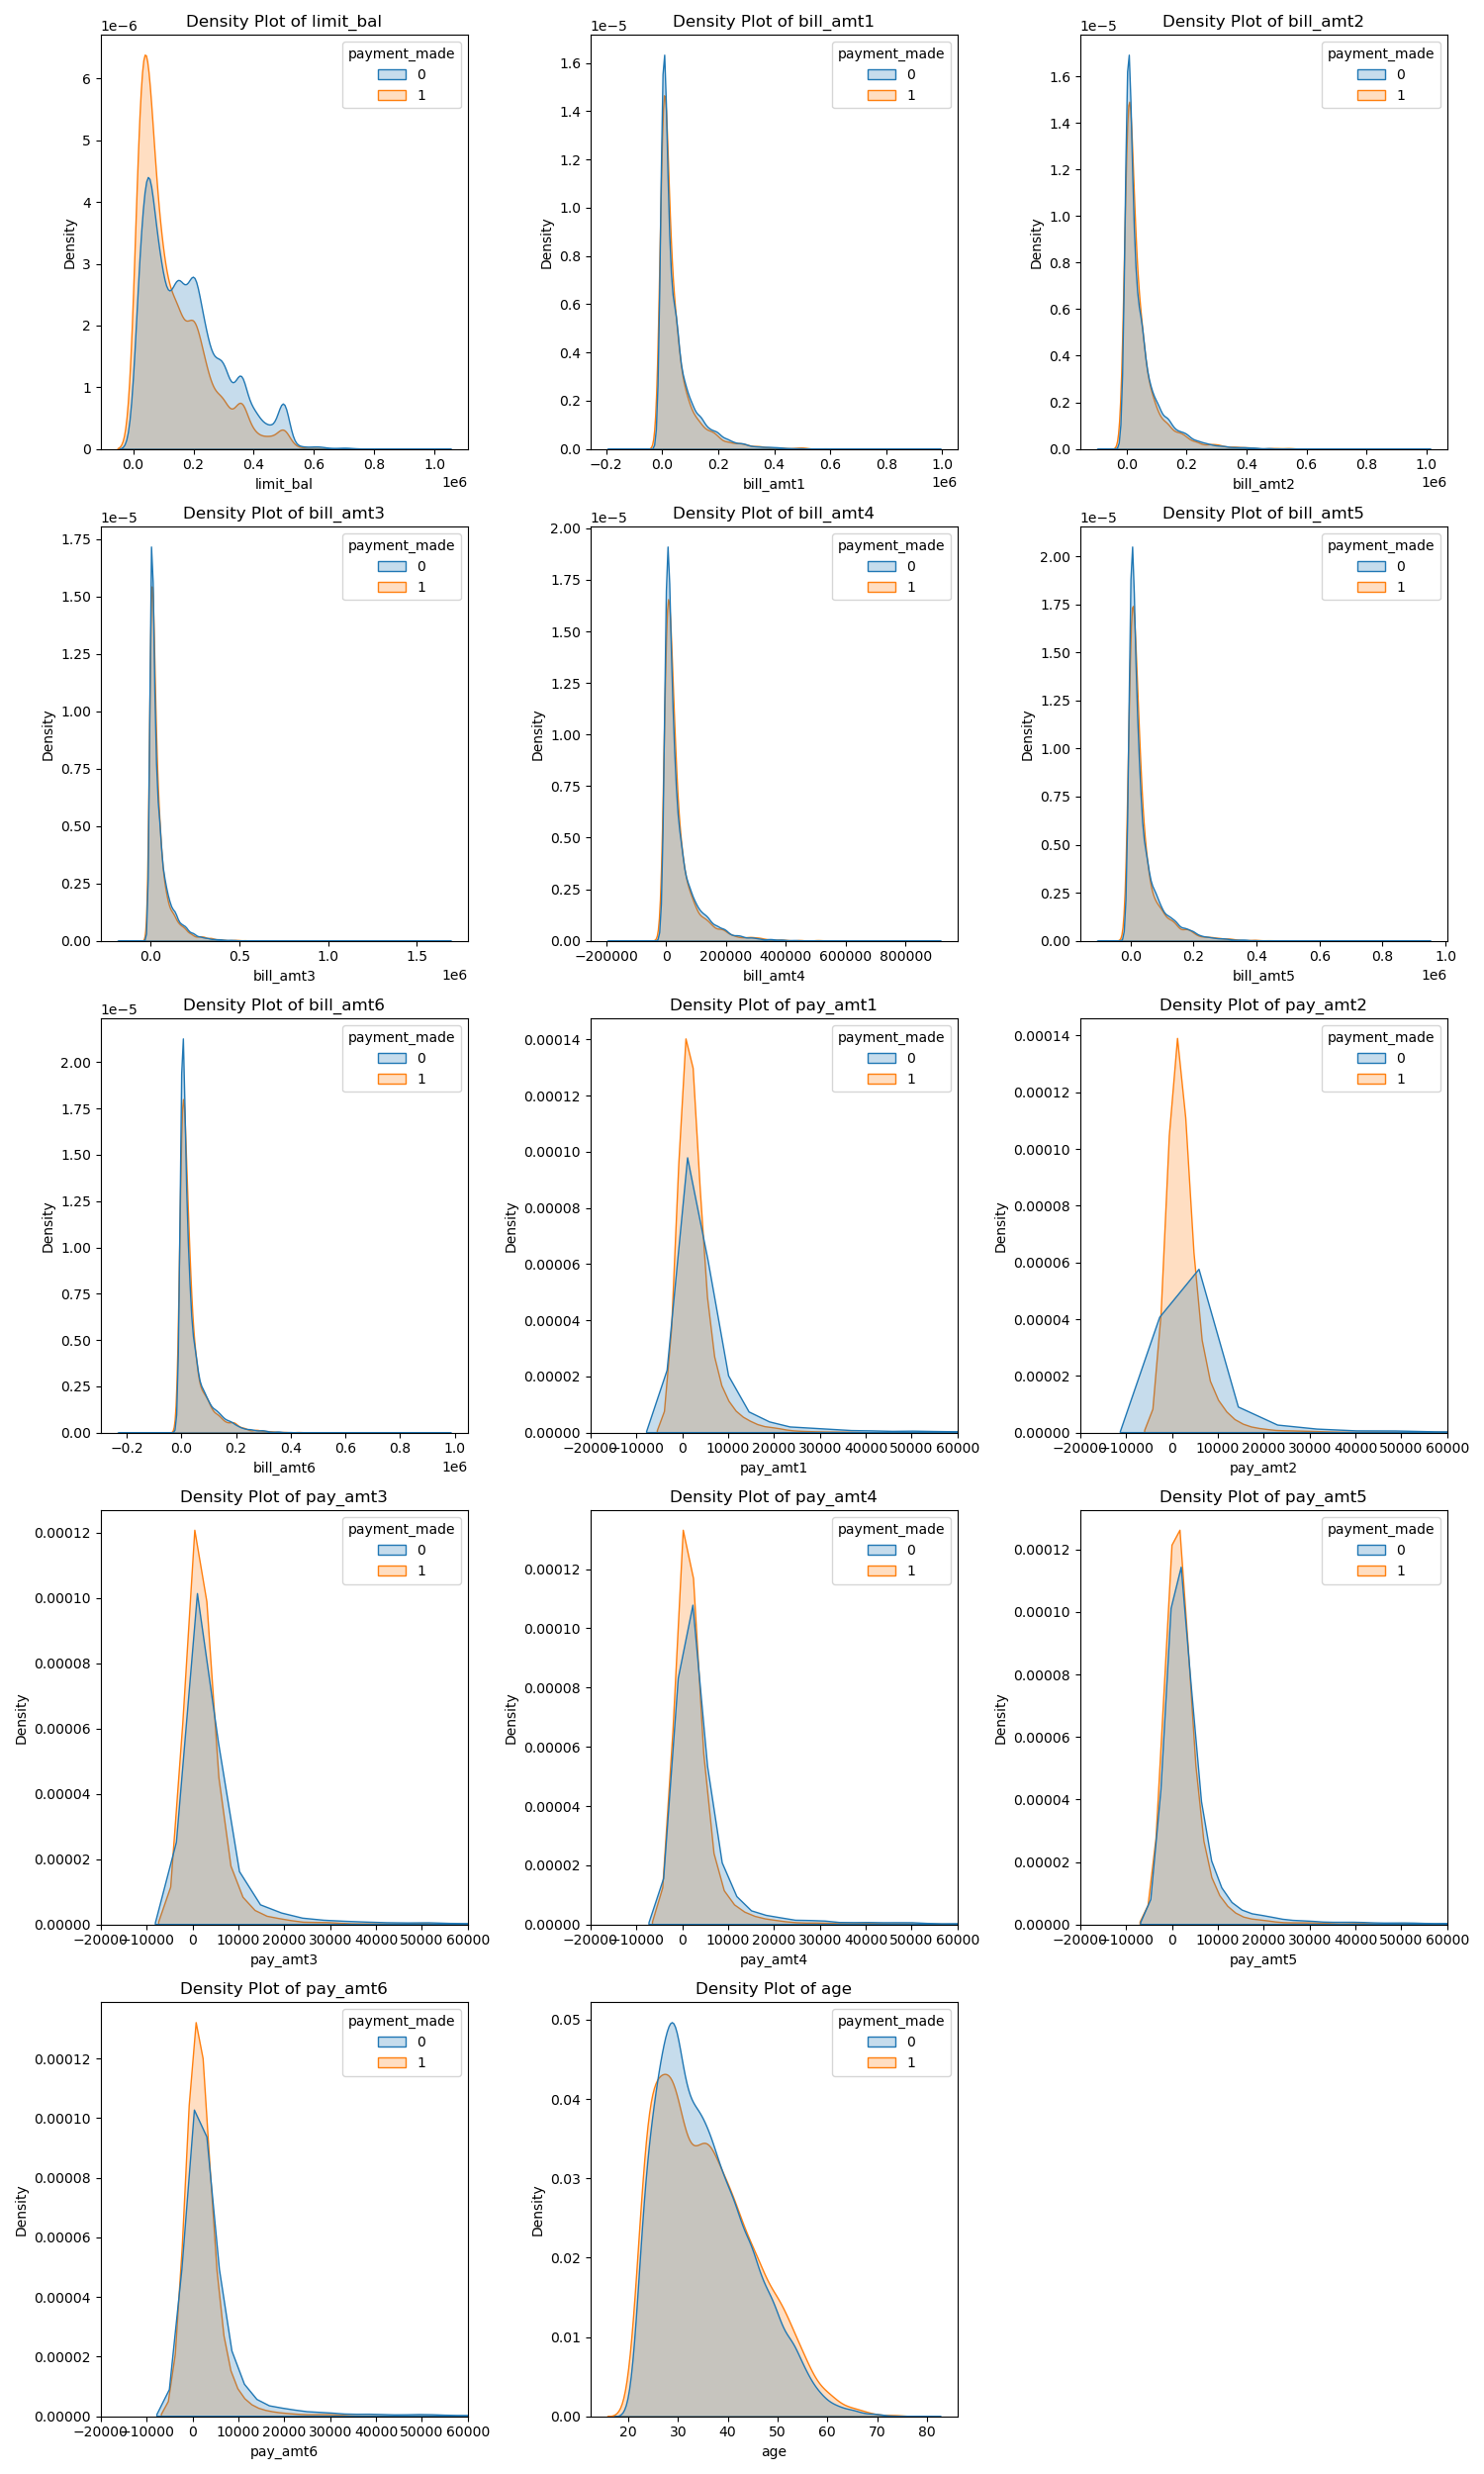 Density Plot of limit_bal
1e−6
payment_made
0
1
6
5
4
3
2
1
0
Density
0.0 0.2 0.4 0.6 0.8 1.0
limit_bal
1e6
Density Plot of bill_amt1
1e−5
payment_made
0
1
1.6
1.4
1.2
1.0
0.8
0.6
0.4
0.2
0.0
Density
−0.2 0.0 0.2 0.4 0.6 0.8 1.0
bill_amt1
1e6
Density Plot of bill_amt2
1e−5
payment_made
0
1
1.6
1.4
1.2
1.0
0.8
0.6
0.4
0.2
0.0
Density
0.0 0.2 0.4 0.6 0.8 1.0
bill_amt2
1e6
Density Plot of bill_amt3
1e−5
payment_made
0
1
1.75
1.50
1.25
1.00
0.75
0.50
0.25
0.00
Density
0.0 0.5 1.0 1.5
bill_amt3
1e6
Density Plot of bill_amt4
1e−5
payment_made
0
1
2.00
1.75
1.50
1.25
1.00
0.75
0.50
0.25
0.00
Density
−200000 0 200000 400000 600000 800000
bill_amt4
Density Plot of bill_amt5
1e−5
payment_made
0
1
2.00
1.75
1.50
1.25
1.00
0.75
0.50
0.25
0.00
Density
0.0 0.2 0.4 0.6 0.8 1.0
bill_amt5
1e6
Density Plot of bill_amt6
1e−5
payment_made
0
1
2.00
1.75
1.50
1.25
1.00
0.75
0.50
0.25
0.00
Density
−0.2 0.0 0.2 0.4 0.6 0.8 1.0
bill_amt6
1e6
Density Plot of pay_amt1
payment_made
0
1
0.00014
0.00012
0.00010
0.00008
0.00006
0.00004
0.00002
0.00000
Density
−20000 −10000 0 10000 20000 30000 40000 50000 60000
pay_amt1
Density Plot of pay_amt2
payment_made
0
1
0.00014
0.00012
0.00010
0.00008
0.00006
0.00004
0.00002
0.00000
Density
−20000 −10000 0 10000 20000 30000 40000 50000 60000
pay_amt2
Density Plot of pay_amt3
payment_made
0
1
0.00012
0.00010
0.00008
0.00006
0.00004
0.00002
0.00000
Density
−20000 −10000 0 10000 20000 30000 40000 50000 60000
pay_amt3
Density Plot of pay_amt4
payment_made
0
1
0.00012
0.00010
0.00008
0.00006
0.00004
0.00002
0.00000
Density
−20000 −10000 0 10000 20000 30000 40000 50000 60000
pay_amt4
Density Plot of pay_amt5
payment_made
0
1
0.00012
0.00010
0.00008
0.00006
0.00004
0.00002
0.00000
Density
−20000 −10000 0 10000 20000 30000 40000 50000 60000
pay_amt5
Density Plot of pay_amt6
payment_made
0
1
0.00012
0.00010
0.00008
0.00006
0.00004
0.00002
0.00000
Density
−20000 −10000 0 10000 20000 30000 40000 50000 60000
pay_amt6
Density Plot of age
payment_made
0
1
0.05
0.04
0.03
0.02
0.01
0.00
Density
20 30 40 50 60 70 80
age